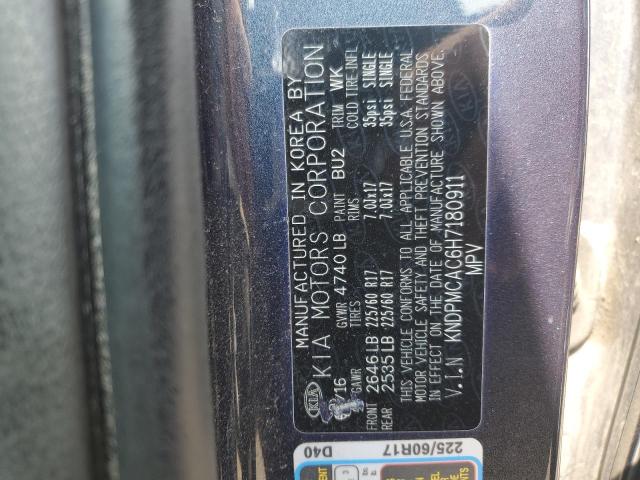 MANUFACTURED IN KOREA BY
KIA MOTORS CORPORATION
KIA
/16 GVWR 4740 LB PAINT BU2 TRIM WK
GAWR TIRES RIMS COLD TIRE-INFL
FRONT 2646 LB 225/60 R17 7.0Jx17 35psi SINGLE
REAR 2535 LB 225/60 R17 7.0Jx17 35psi SINGLE
THIS VEHICLE CONFORMS TO ALL APPLICABLE U.S.A. FEDERAL
MOTOR VEHICLE SAFETY AND THEFT PREVENTION STANDARDS
IN EFFECT ON THE DATE OF MANUFACTURE SHOWN ABOVE.
V.I.N KNDPMCAC6H7180911
MPV
225/60R17
D40